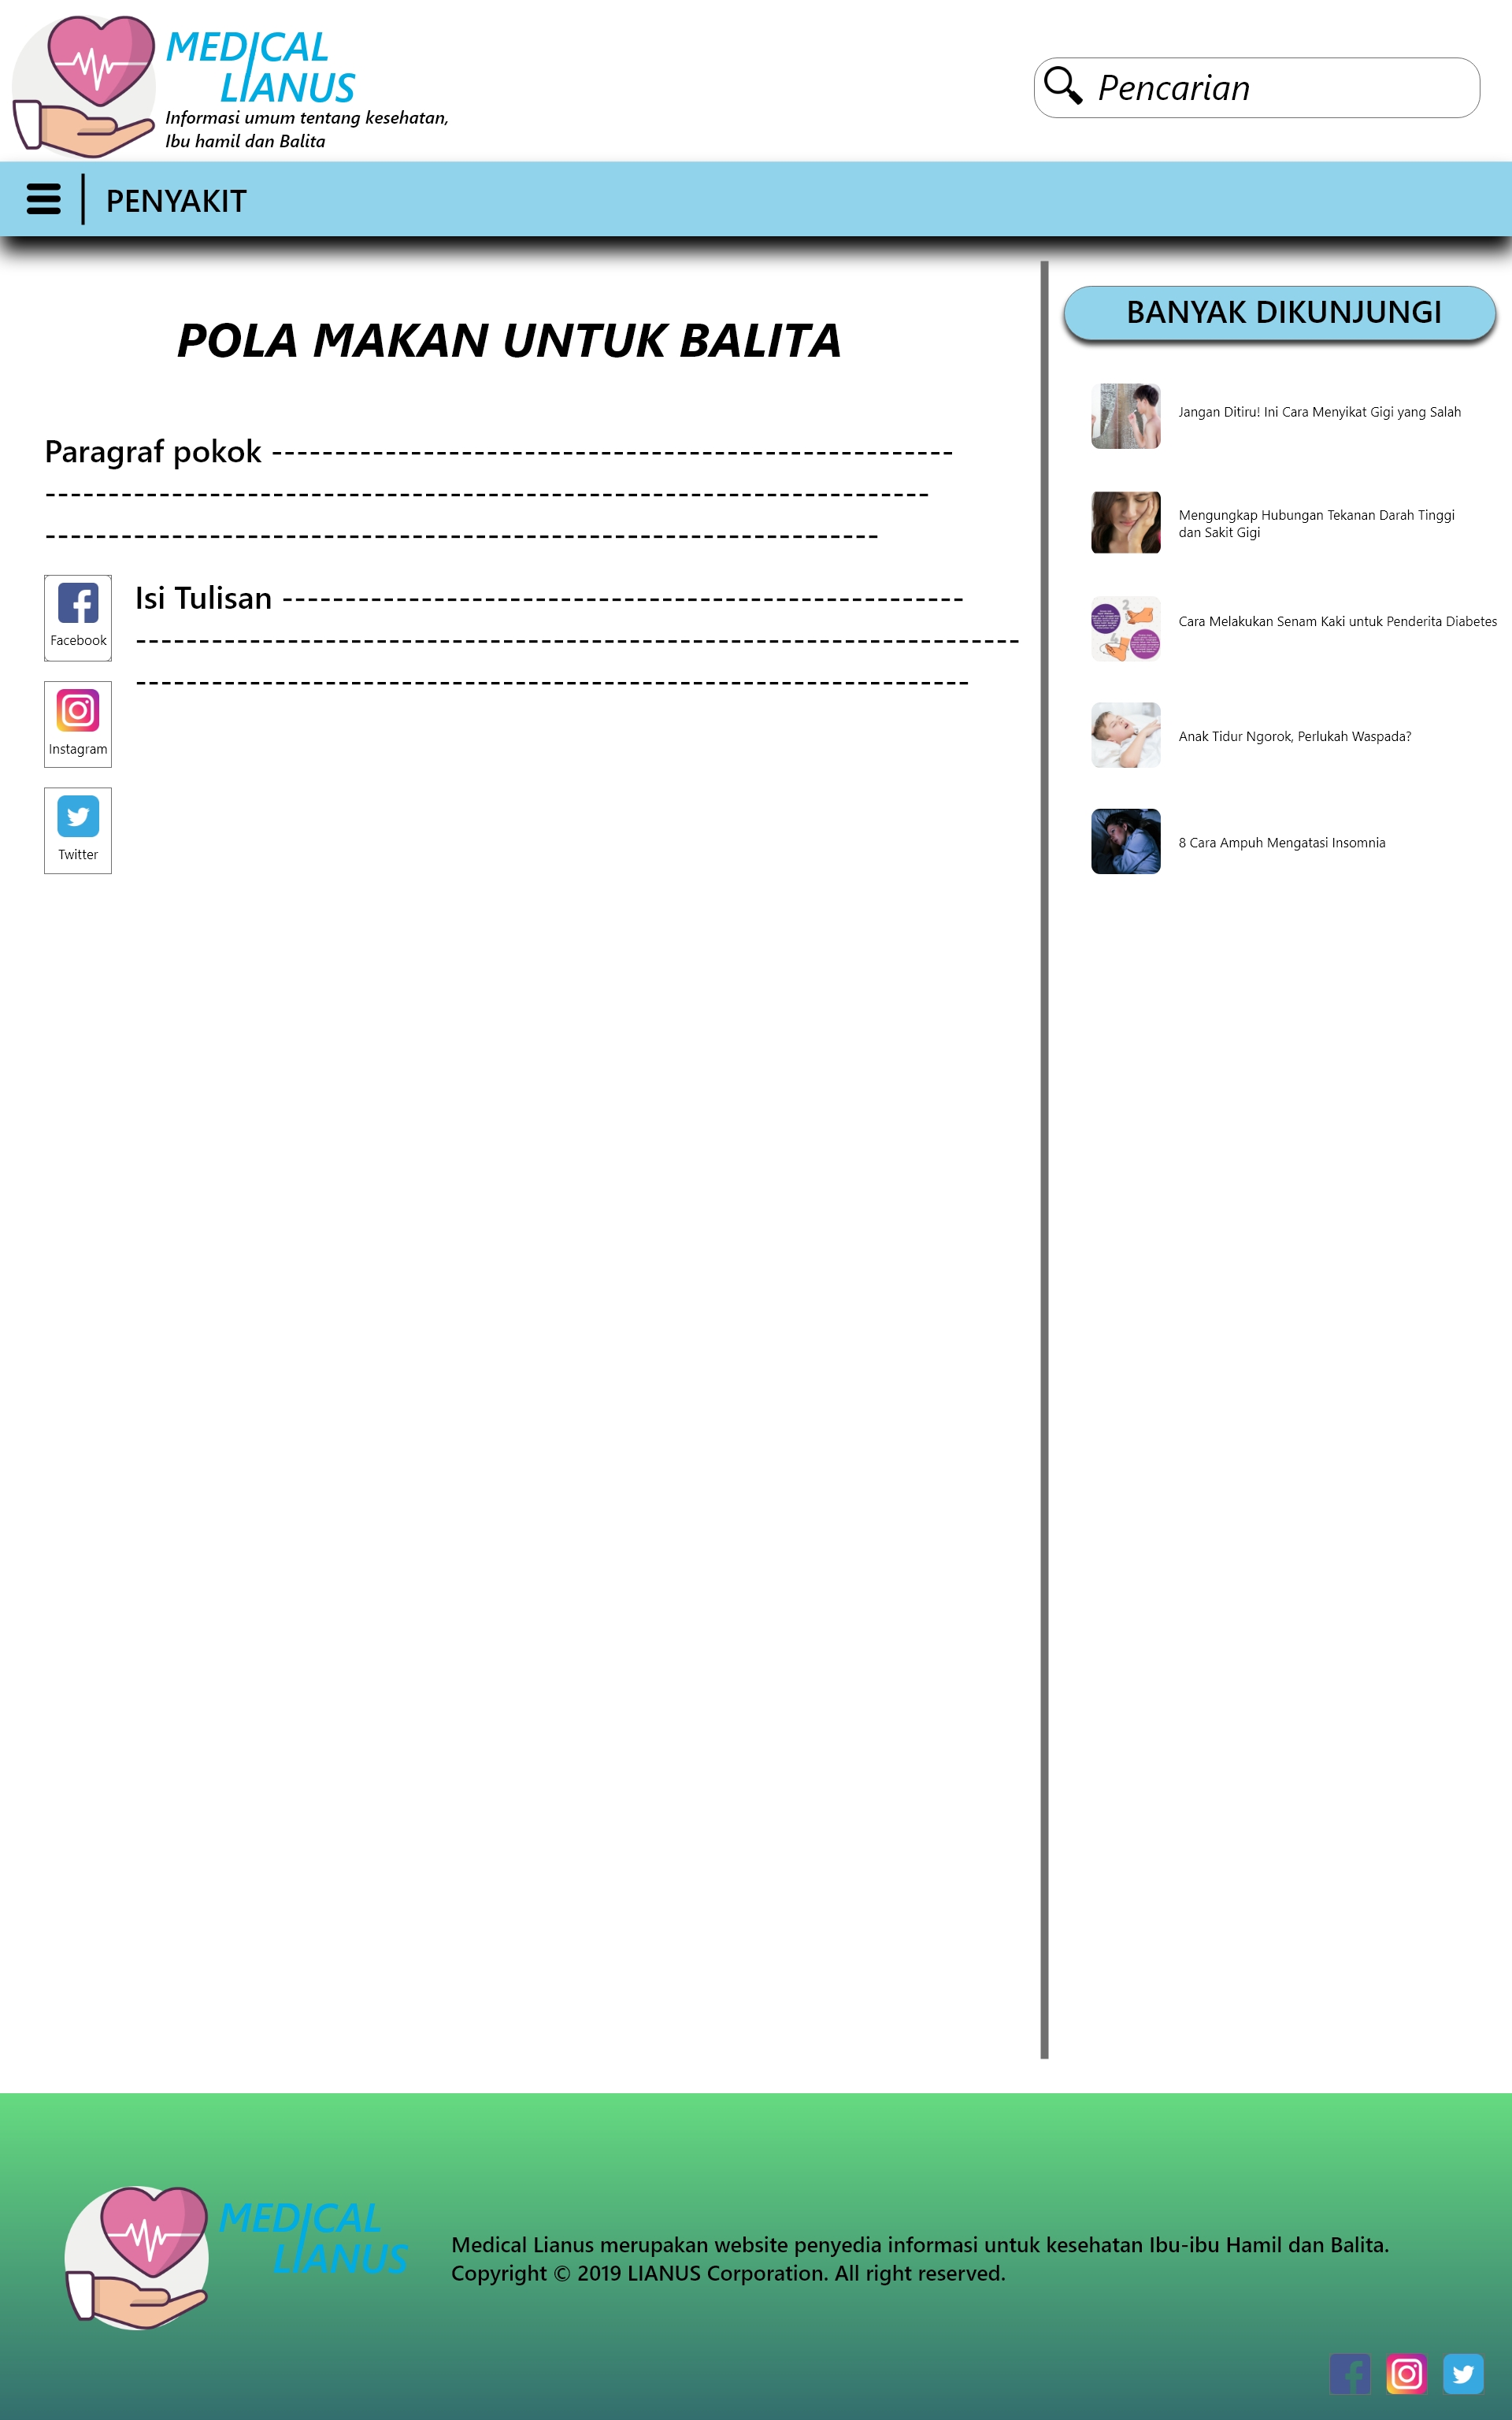 MEDICAL
LIANUS
Informasi umum tentang kesehatan,
Ibu hamil dan Balita
Pencarian
PENYAKIT
POLA MAKAN UNTUK BALITA
Paragraf pokok ------------------------------------------------------
----------------------------------------------------------------------
------------------------------------------------------------------
Facebook
Instagram
Twitter
Isi Tulisan ------------------------------------------------------
----------------------------------------------------------------------
------------------------------------------------------------------
BANYAK DIKUNJUNGI
Jangan Ditiru! Ini Cara Menyikat Gigi yang Salah
Mengungkap Hubungan Tekanan Darah Tinggi
dan Sakit Gigi
Cara Melakukan Senam Kaki untuk Penderita Diabetes
Anak Tidur Ngorok, Perlukah Waspada?
8 Cara Ampuh Mengatasi Insomnia
MEDICAL
LIANUS
Medical Lianus merupakan website penyedia informasi untuk kesehatan Ibu-ibu Hamil dan Balita.
Copyright © 2019 LIANUS Corporation. All right reserved.